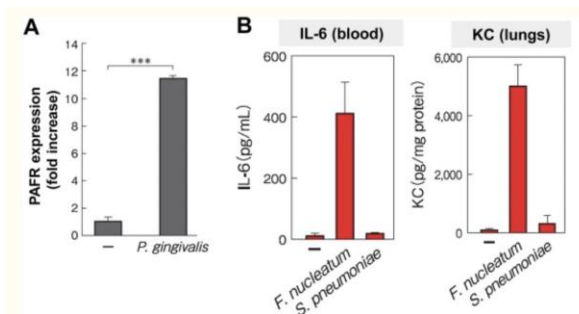 A
PAFR expression
(fold increase)
14
12
10
8
6
4
2
0
***
–
P. gingivalis
B
IL-6 (blood)
IL-6 (pg/mL)
600
400
200
0
–
F. nucleatum
S. pneumoniae
KC (lungs)
KC (pg/mg protein)
6,000
4,000
2,000
0
–
F. nucleatum
S. pneumoniae